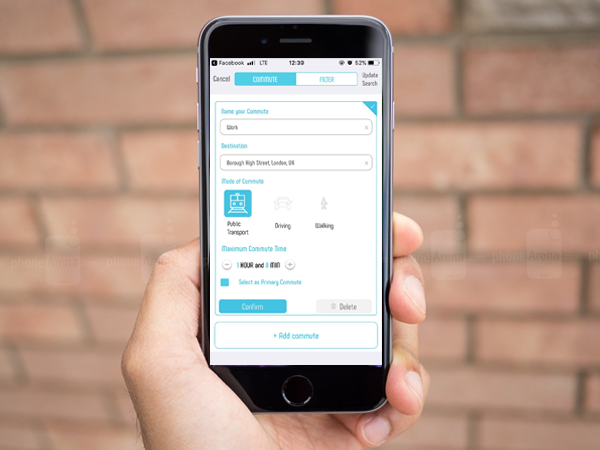 Facebook LTE 12:39 52%
Cancel COMMUTE FILTER Update Search
Name your Commute
Work
Destination
Borough High Street, London, UK
Mode of Commute
Public Transport
Driving
Walking
Maximum Commute Time
1 HOUR and 0 MIN
Select as Primary Commute
Confirm Delete
+ Add commute